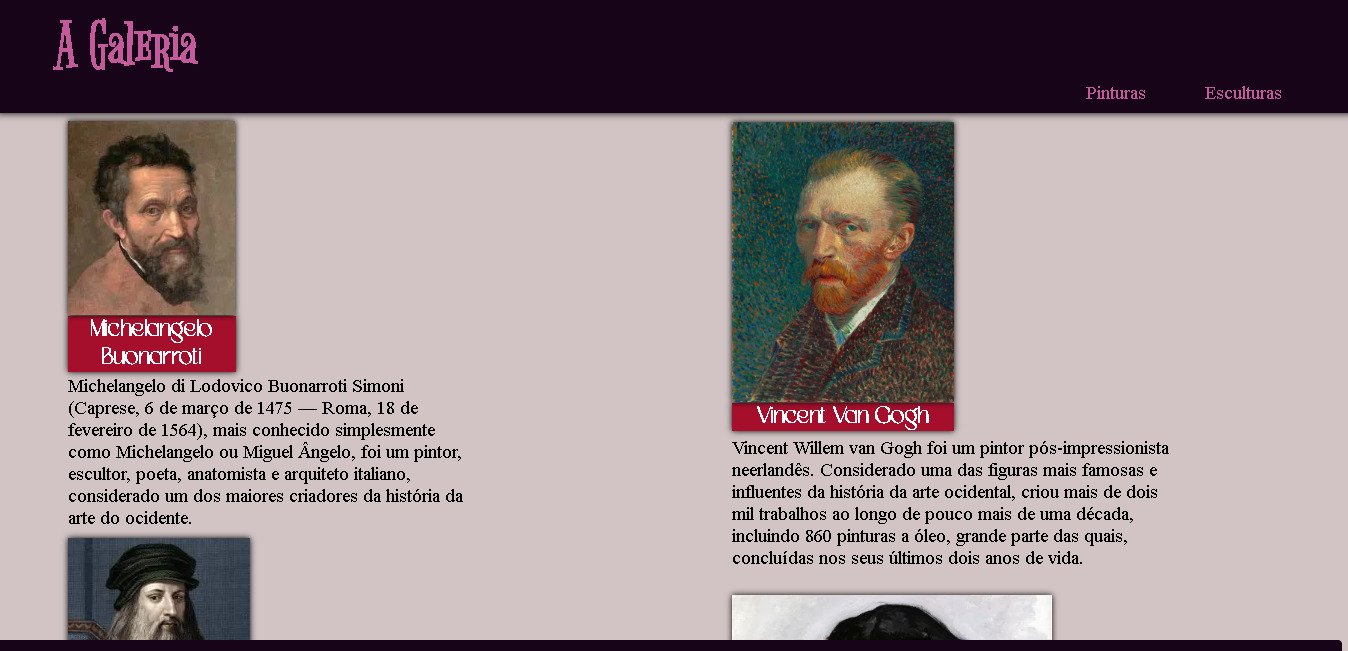 A Galeria
Pinturas
Esculturas
Michelangelo
Buonarroti
Michelangelo di Lodovico Buonarroti Simoni
(Caprese, 6 de março de 1475 — Roma, 18 de
fevereiro de 1564), mais conhecido simplesmente
como Michelangelo ou Miguel Ângelo, foi um pintor,
escultor, poeta, anatomista e arquiteto italiano,
considerado um dos maiores criadores da história da
arte do ocidente.
Vincent Van Gogh
Vincent Willem van Gogh foi um pintor pós-impressionista
neerlandês. Considerado uma das figuras mais famosas e
influentes da história da arte ocidental, criou mais de dois
mil trabalhos ao longo de pouco mais de uma década,
incluindo 860 pinturas a óleo, grande parte das quais,
concluídas nos seus últimos dois anos de vida.